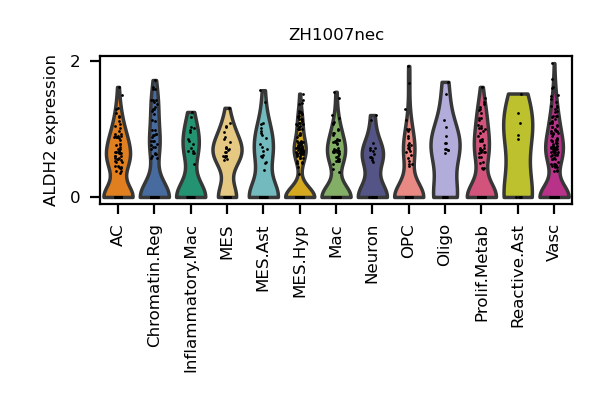 ZH1007nec
ALDH2 expression
2
0
AC
Chromatin.Reg
Inflammatory.Mac
MES
MES.Ast
MES.Hyp
Mac
Neuron
OPC
Oligo
Prolif.Metab
Reactive.Ast
Vasc